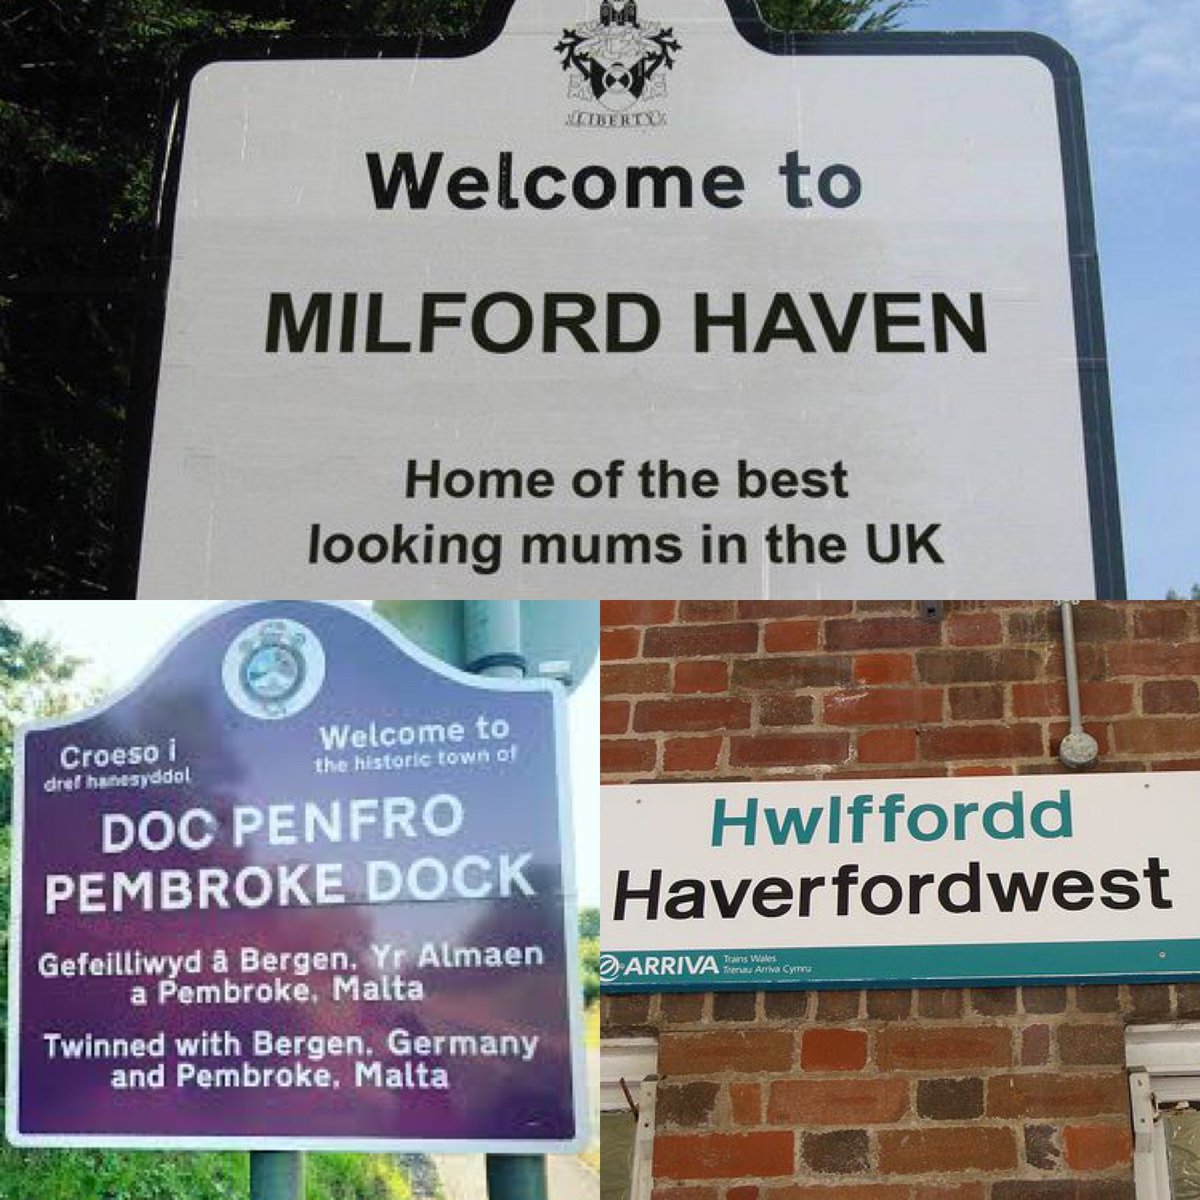 LIBERTY
Welcome to
MILFORD HAVEN
Home of the best
looking mums in the UK
Croeso i
dref hanesyddol
Welcome to
the historic town of
DOC PENFRO
PEMBROKE DOCK
Gefeilliwyd â Bergen, Yr Almaen
a Pembroke, Malta
Twinned with Bergen, Germany
and Pembroke, Malta
Hwlffordd
Haverfordwest
ARRIVA Trains Wales
Trenau Arriva Cymru